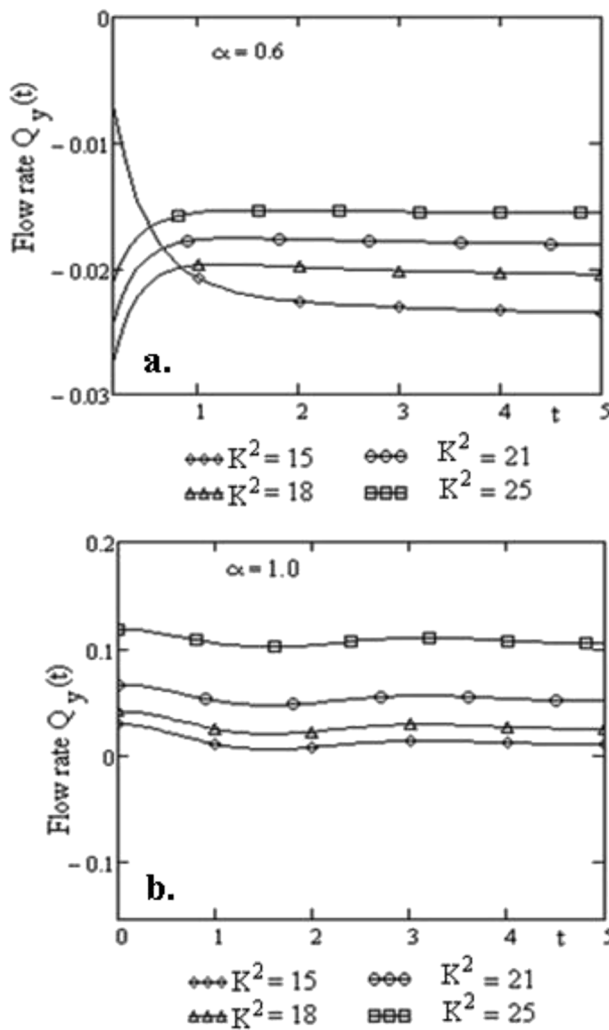 0
α = 0.6
Flow rate Q y (t)
− 0.01
− 0.02
a.
− 0.03
1 2 3 4 t 5
K² = 15 K² = 21
K² = 18 K² = 25
0.2
α = 1.0
Flow rate Q y (t)
0.1
0
− 0.1
b.
0 1 2 3 4 t 5
K² = 15 K² = 21
K² = 18 K² = 25